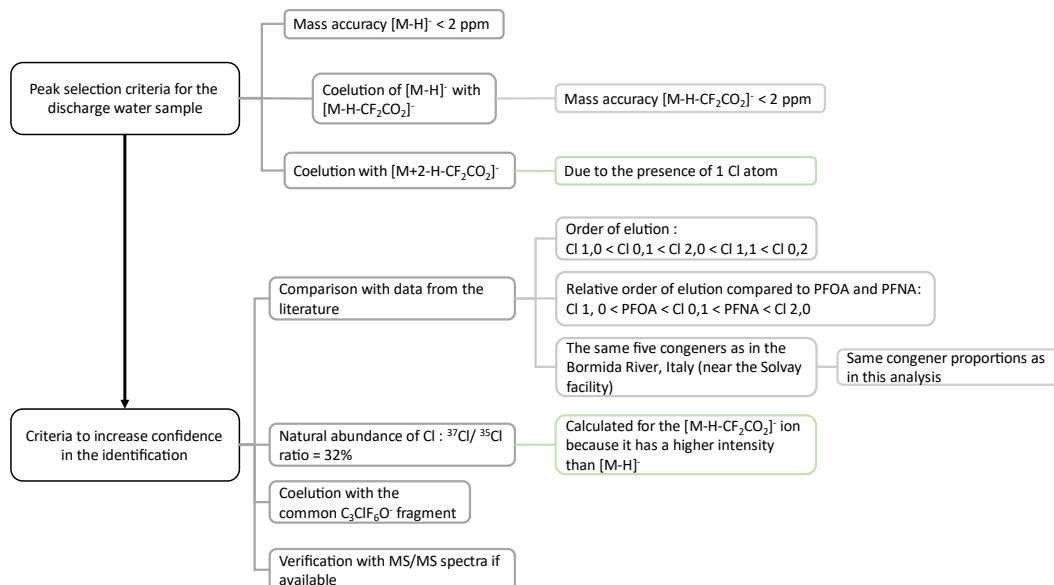 Mass accuracy [M-H]⁻ < 2 ppm
Peak selection criteria for the
discharge water sample
Coelution of [M-H]⁻ with
[M-H-CF₂CO₂]⁻
Mass accuracy [M-H-CF₂CO₂]⁻ < 2 ppm
Coelution with [M+2-H-CF₂CO₂]⁻
Due to the presence of 1 Cl atom
Order of elution :
Cl 1,0 < Cl 0,1 < Cl 2,0 < Cl 1,1 < Cl 0,2
Comparison with data from the
literature
Relative order of elution compared to PFOA and PFNA:
Cl 1, 0 < PFOA < Cl 0,1 < PFNA < Cl 2,0
The same five congeners as in the
Bormida River, Italy (near the Solvay
facility)
Same congener proportions as
in this analysis
Criteria to increase confidence
in the identification
Natural abundance of Cl : ³⁷Cl/ ³⁵Cl
ratio = 32%
Calculated for the [M-H-CF₂CO₂]⁻ ion
because it has a higher intensity
than [M-H]⁻
Coelution with the
common C₃ClF₆O⁻ fragment
Verification with MS/MS spectra if
available